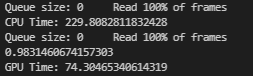 Queue size: 0     Read 100% of frames
CPU Time: 229.8082811832428
Queue size: 0     Read 100% of frames
0.9831460674157303
GPU Time: 74.30465340614319